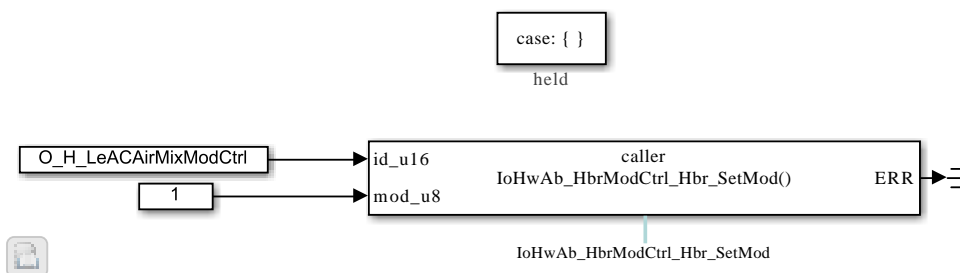 case: { }
held
O_H_LeACAirMixModCtrl
1
id_u16
mod_u8
caller
IoHwAb_HbrModCtrl_Hbr_SetMod()
ERR
IoHwAb_HbrModCtrl_Hbr_SetMod